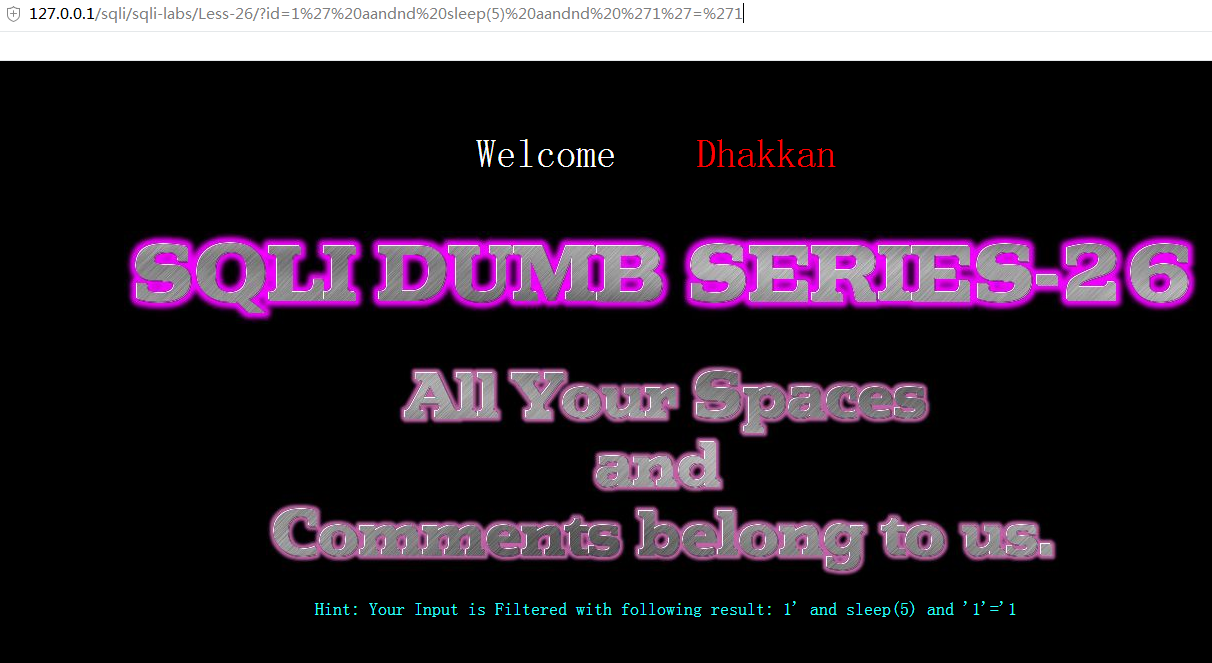 127.0.0.1/sqli/sqli-labs/Less-26/?id=1%27%20aandnd%20sleep(5)%20aandnd%20%271%27=%271
Welcome Dhakkan
SQLI DUMB SERIES-26
All Your Spaces
and
Comments belong to us.
Hint: Your Input is Filtered with following result: 1' and sleep(5) and '1'='1